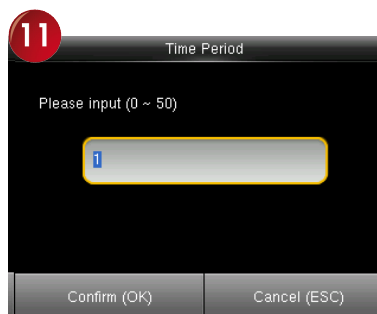 11
Time Period
Please input (0 ~ 50)
1
Confirm (OK) Cancel (ESC)